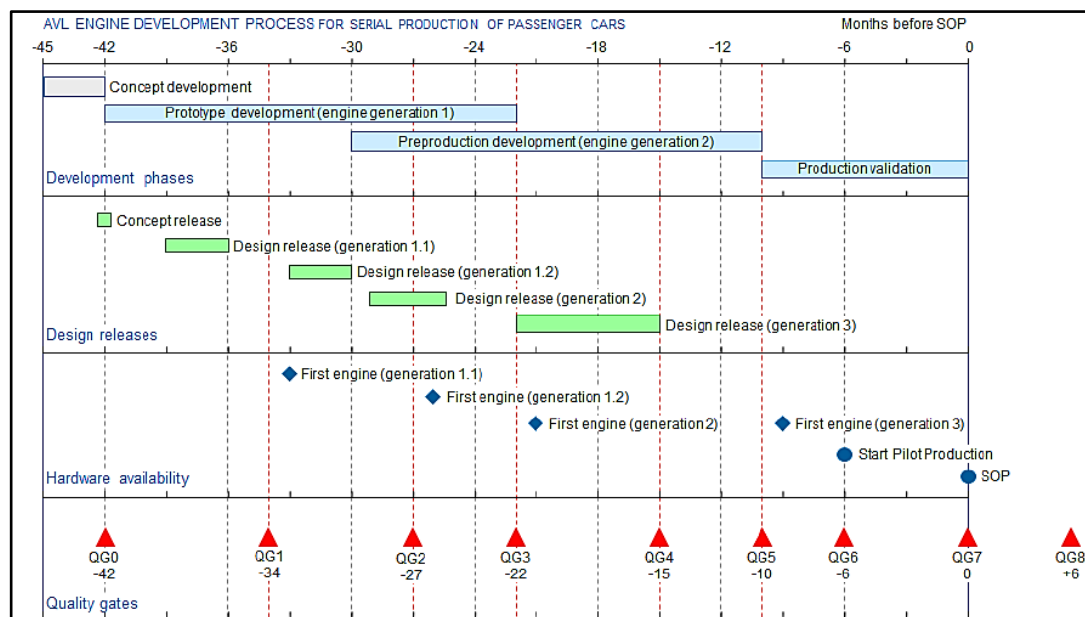 AVL ENGINE DEVELOPMENT PROCESS FOR SERIAL PRODUCTION OF PASSENGER CARS
Months before SOP
-45 -42 -36 -30 -24 -18 -12 -6 0
Concept development
Prototype development (engine generation 1)
Preproduction development (engine generation 2)
Production validation
Development phases
Concept release
Design release (generation 1.1)
Design release (generation 1.2)
Design release (generation 2)
Design release (generation 3)
Design releases
First engine (generation 1.1)
First engine (generation 1.2)
First engine (generation 2) First engine (generation 3)
Start Pilot Production
Hardware availability
SOP
QG0 QG1 QG2 QG3 QG4 QG5 QG6 QG7 QG8
-42 -34 -27 -22 -15 -10 -6 0 +6
Quality gates